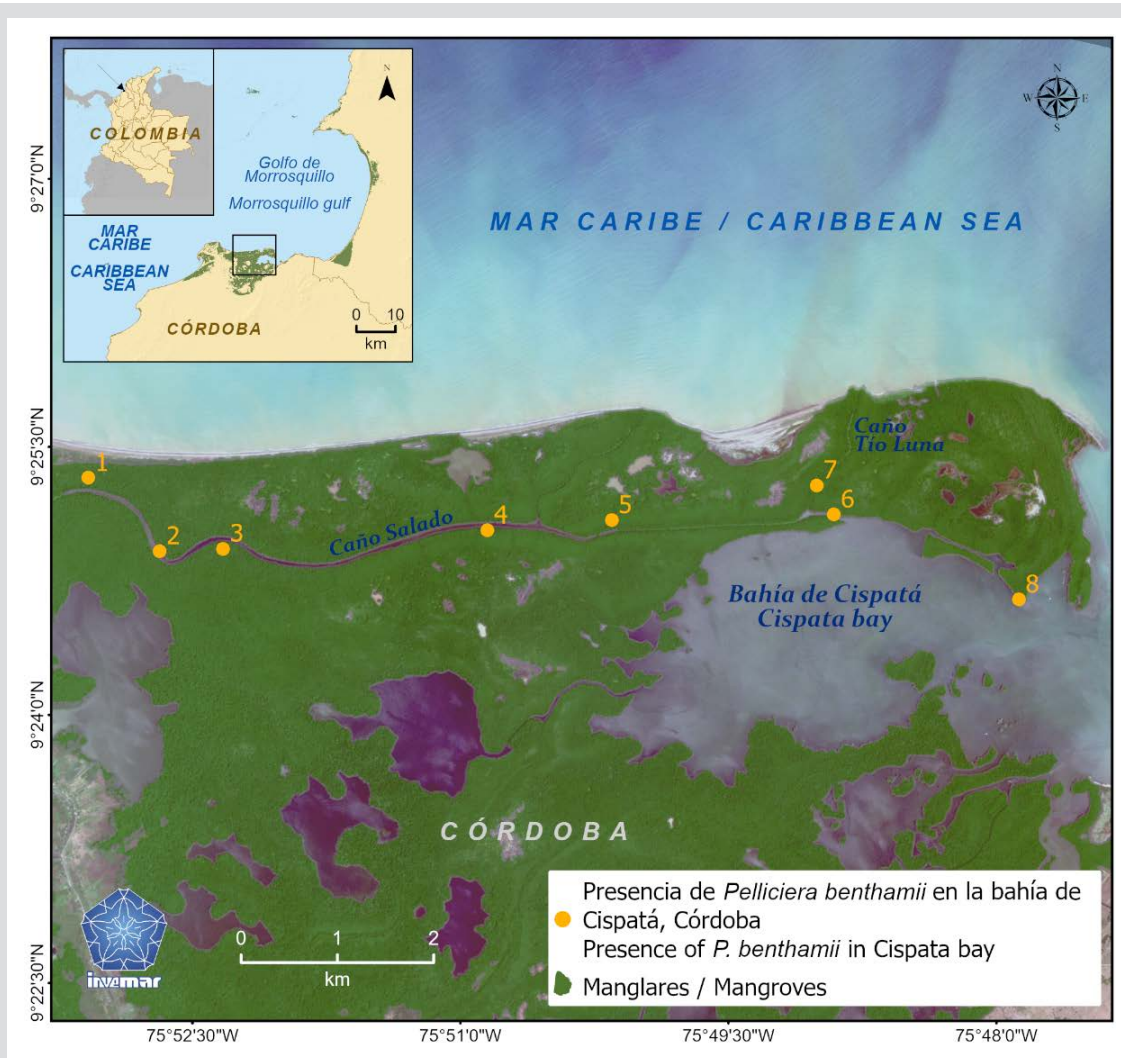 N
COLOMBIA
Golfo de
Morrosquillo
Morrosquillo gulf
MAR
CARIBE
CARIBBEAN
SEA
CÓRDOBA
0 10
km
N
W E
S
MAR CARIBE / CARIBBEAN SEA
9°27'0"N
9°25'30"N
9°24'0"N
9°22'30"N
Caño
Tío Luna
1
2
3
Caño Salado
4
5
7
6
8
Bahía de Cispatá
Cispata bay
CÓRDOBA
invemar
0 1 2
km
Presencia de Pelliciera benthamii en la bahía de
Cispatá, Córdoba
Presence of P. benthamii in Cispata bay
Manglares / Mangroves
75°52'30"W 75°51'0"W 75°49'30"W 75°48'0"W